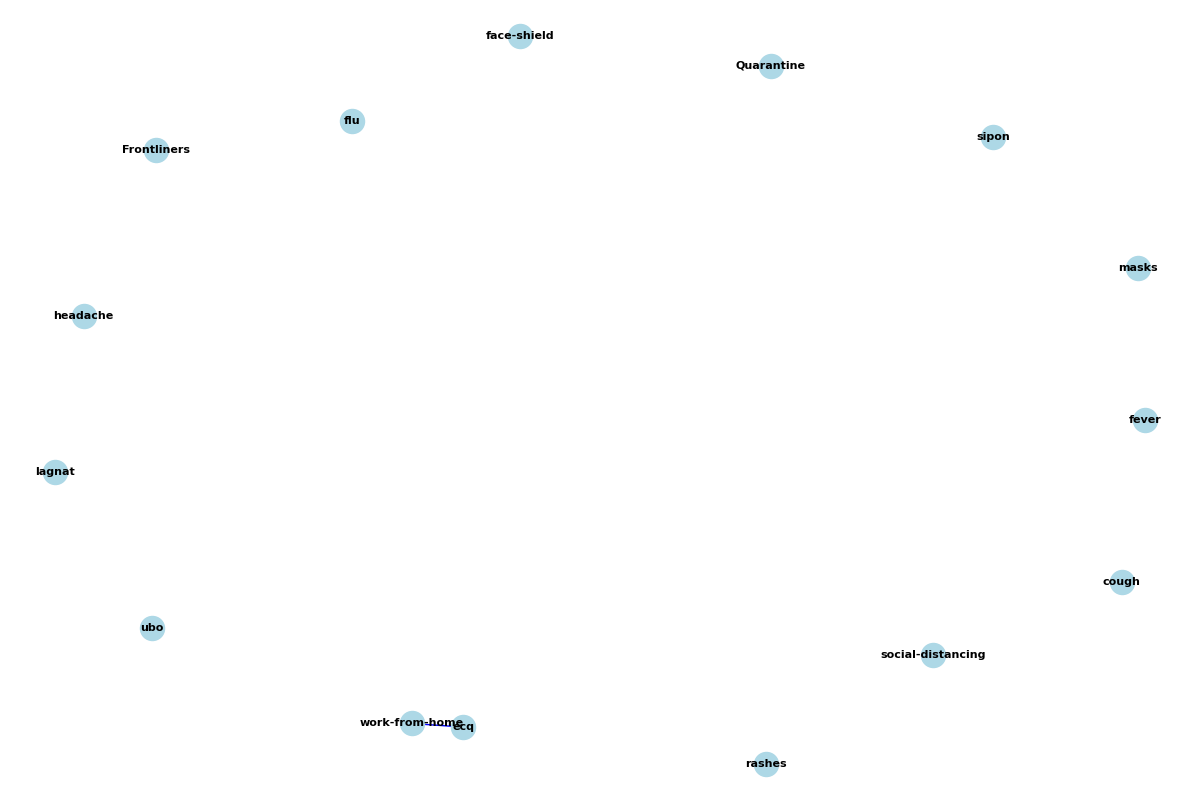 face-shield
Quarantine
flu
sipon
Frontliners
masks
headache
fever
lagnat
cough
ubo
social-distancing
work-from-home
ecq
rashes